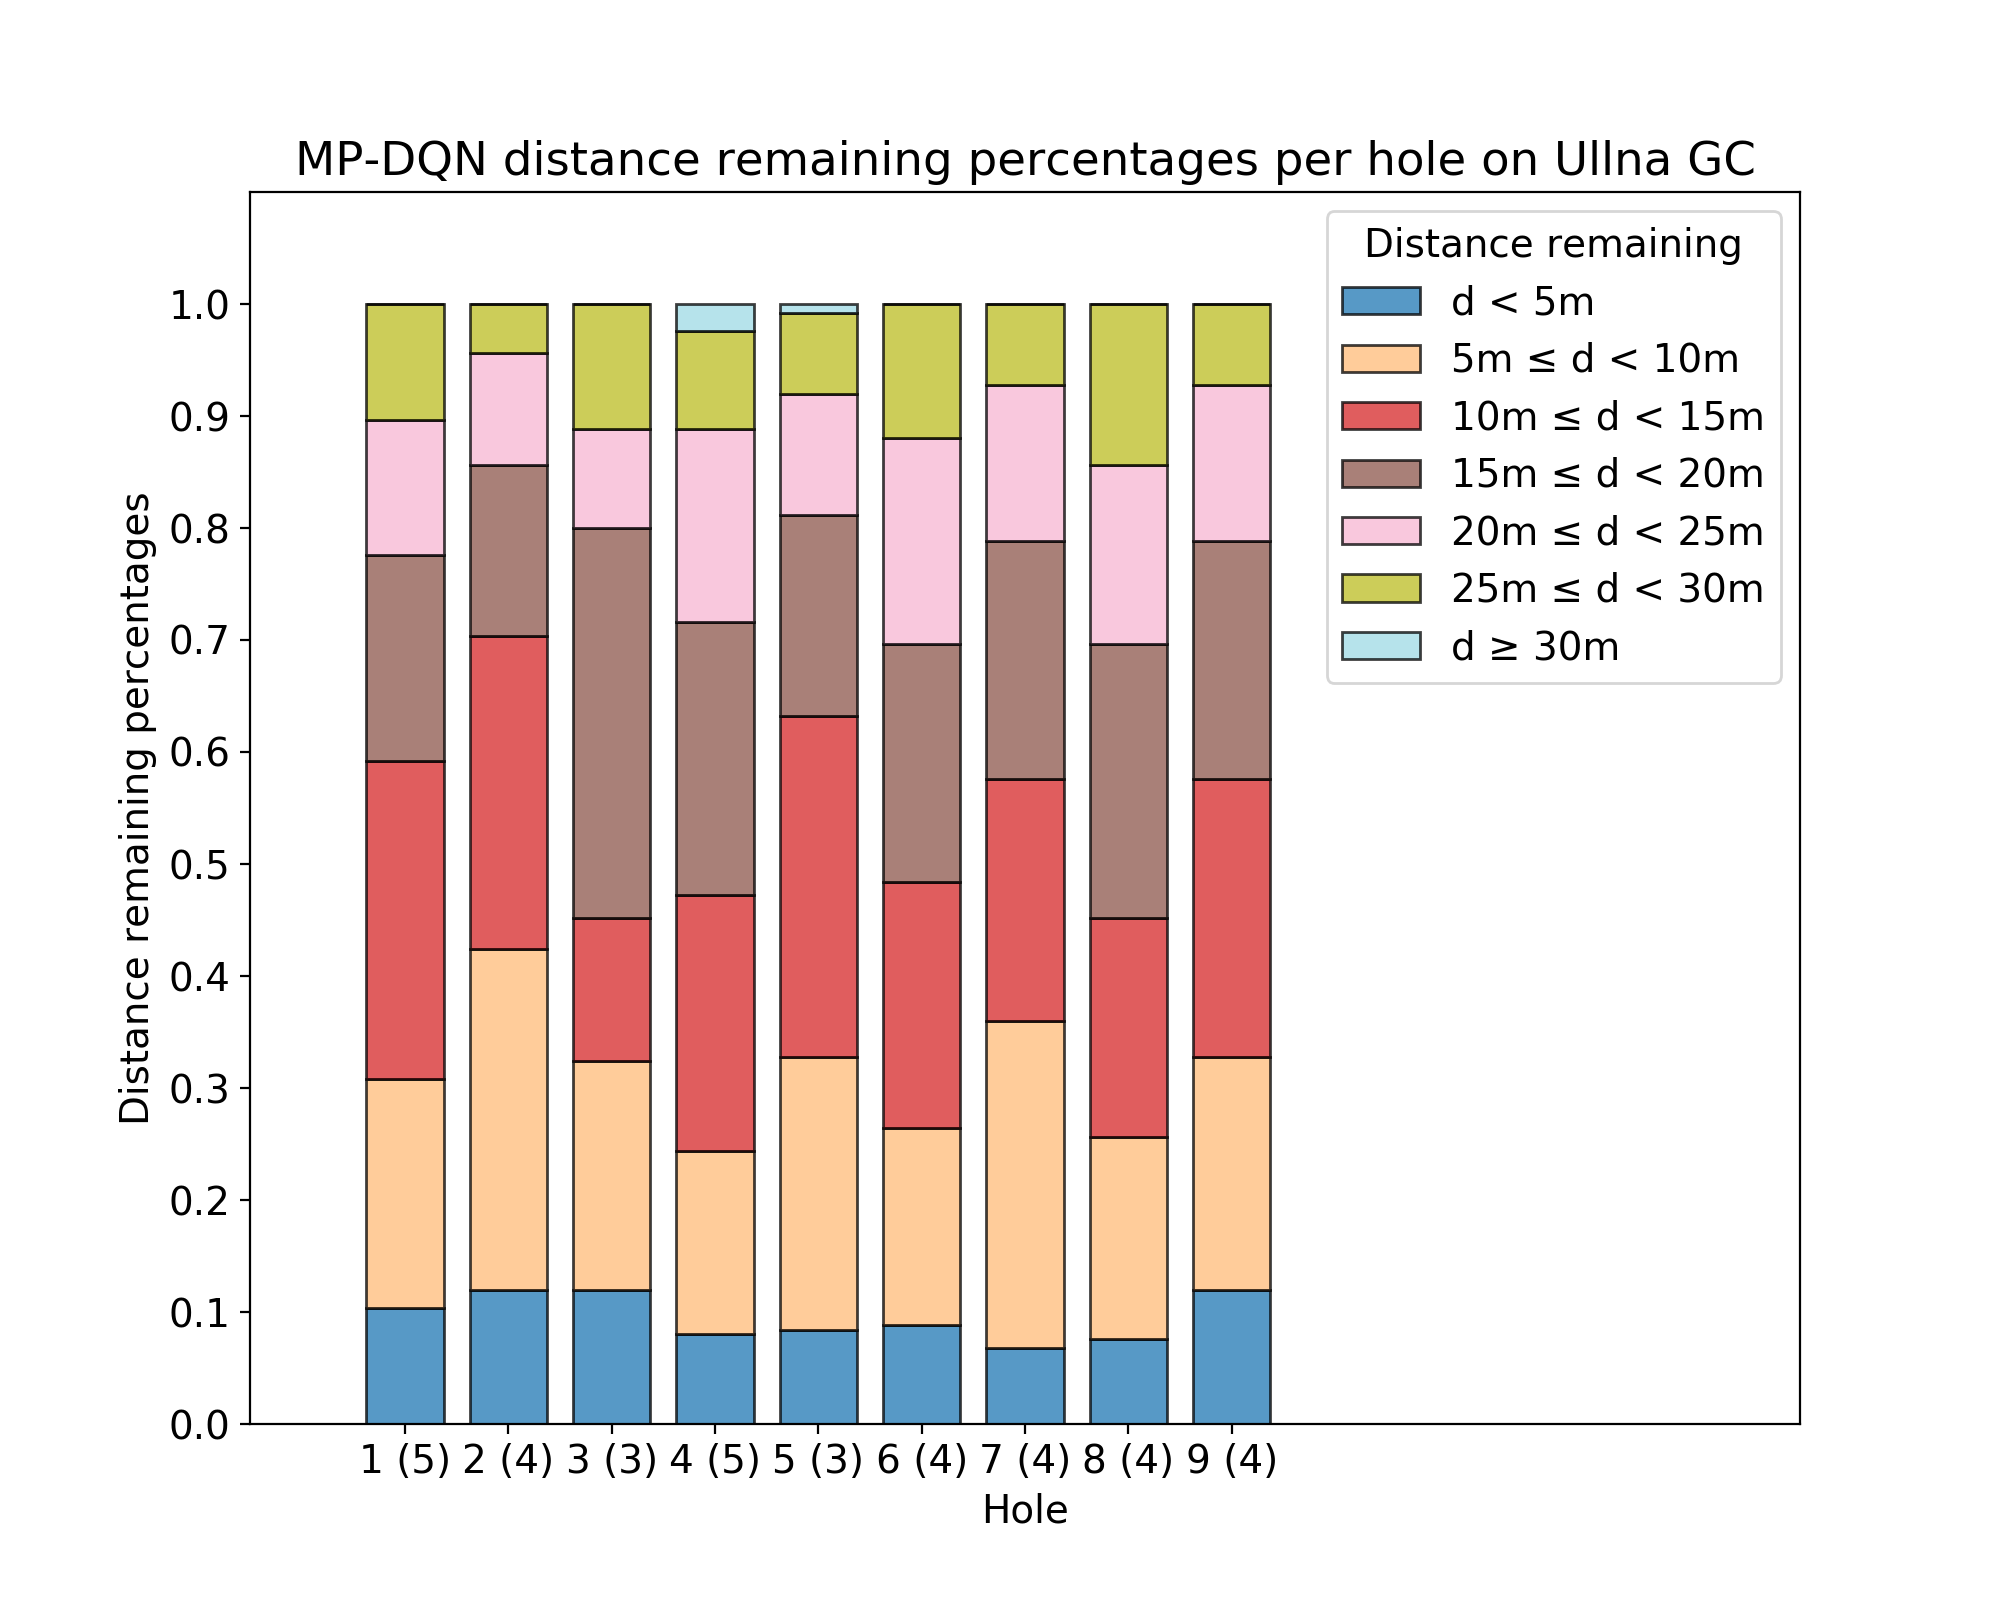 MP-DQN distance remaining percentages per hole on Ullna GC
Distance remaining
d < 5m
5m ≤ d < 10m
10m ≤ d < 15m
15m ≤ d < 20m
20m ≤ d < 25m
25m ≤ d < 30m
d ≥ 30m
Distance remaining percentages
1.0
0.9
0.8
0.7
0.6
0.5
0.4
0.3
0.2
0.1
0.0
1 (5) 2 (4) 3 (3) 4 (5) 5 (3) 6 (4) 7 (4) 8 (4) 9 (4)
Hole